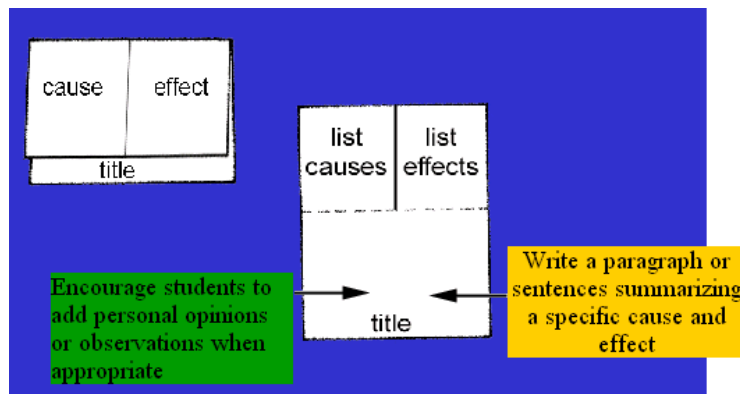 cause effect
title
list list
causes effects
title
Encourage students to
add personal opinions
or observations when
appropriate
Write a paragraph or
sentences summarizing
a specific cause and
effect